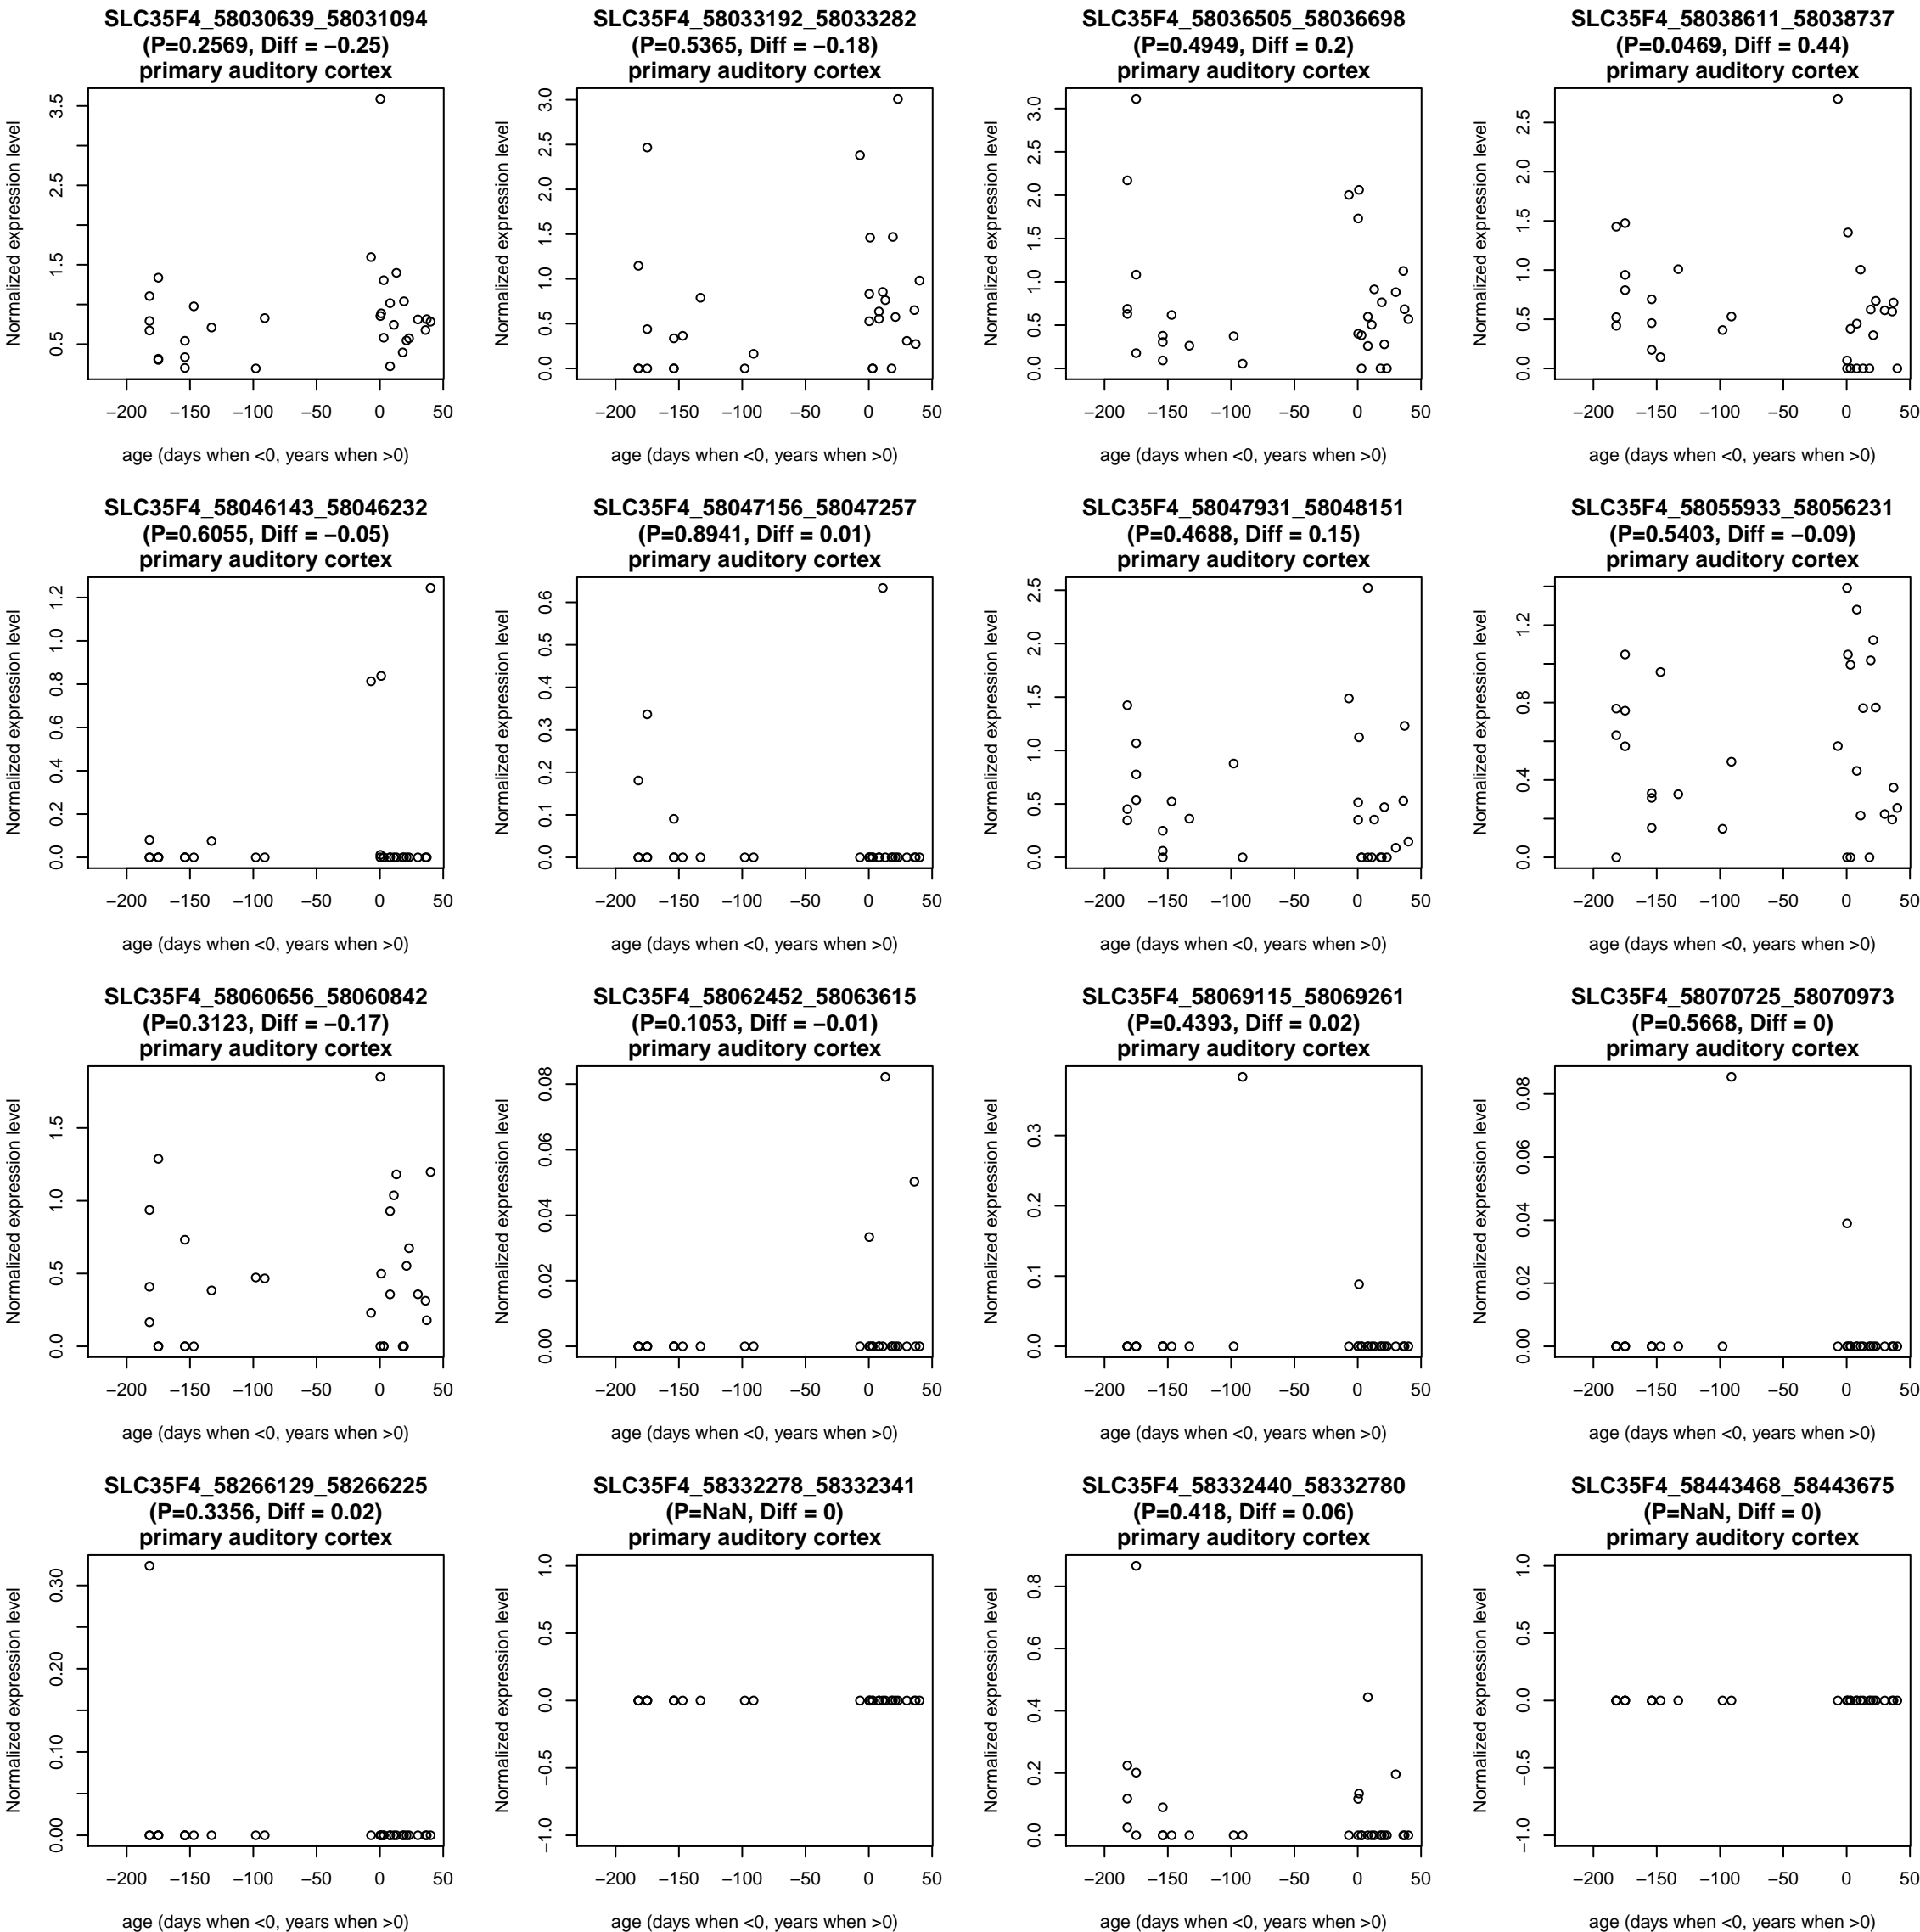 SLC35F4_58030639_58031094
(P=0.2569, Diff = −0.25)
primary auditory cortex
Normalized expression level
0.5
1.5
2.5
3.5
−200 −150 −100 −50 0 50
age (days when <0, years when >0)
SLC35F4_58033192_58033282
(P=0.5365, Diff = −0.18)
primary auditory cortex
Normalized expression level
0.0
0.5
1.0
1.5
2.0
2.5
3.0
−200 −150 −100 −50 0 50
age (days when <0, years when >0)
SLC35F4_58036505_58036698
(P=0.4949, Diff = 0.2)
primary auditory cortex
Normalized expression level
0.0
0.5
1.0
1.5
2.0
2.5
3.0
−200 −150 −100 −50 0 50
age (days when <0, years when >0)
SLC35F4_58038611_58038737
(P=0.0469, Diff = 0.44)
primary auditory cortex
Normalized expression level
0.0
0.5
1.0
1.5
2.5
−200 −150 −100 −50 0 50
age (days when <0, years when >0)
SLC35F4_58046143_58046232
(P=0.6055, Diff = −0.05)
primary auditory cortex
Normalized expression level
0.0
0.2
0.4
0.6
0.8
1.0
1.2
−200 −150 −100 −50 0 50
age (days when <0, years when >0)
SLC35F4_58047156_58047257
(P=0.8941, Diff = 0.01)
primary auditory cortex
Normalized expression level
0.0
0.1
0.2
0.3
0.4
0.5
0.6
−200 −150 −100 −50 0 50
age (days when <0, years when >0)
SLC35F4_58047931_58048151
(P=0.4688, Diff = 0.15)
primary auditory cortex
Normalized expression level
0.0
0.5
1.0
1.5
2.0
2.5
−200 −150 −100 −50 0 50
age (days when <0, years when >0)
SLC35F4_58055933_58056231
(P=0.5403, Diff = −0.09)
primary auditory cortex
Normalized expression level
0.0
0.4
0.8
1.2
−200 −150 −100 −50 0 50
age (days when <0, years when >0)
SLC35F4_58060656_58060842
(P=0.3123, Diff = −0.17)
primary auditory cortex
Normalized expression level
0.0
0.5
1.0
1.5
−200 −150 −100 −50 0 50
age (days when <0, years when >0)
SLC35F4_58062452_58063615
(P=0.1053, Diff = −0.01)
primary auditory cortex
Normalized expression level
0.00
0.02
0.04
0.06
0.08
−200 −150 −100 −50 0 50
age (days when <0, years when >0)
SLC35F4_58069115_58069261
(P=0.4393, Diff = 0.02)
primary auditory cortex
Normalized expression level
0.0
0.1
0.2
0.3
−200 −150 −100 −50 0 50
age (days when <0, years when >0)
SLC35F4_58070725_58070973
(P=0.5668, Diff = 0)
primary auditory cortex
Normalized expression level
0.00
0.02
0.04
0.06
0.08
−200 −150 −100 −50 0 50
age (days when <0, years when >0)
SLC35F4_58266129_58266225
(P=0.3356, Diff = 0.02)
primary auditory cortex
Normalized expression level
0.00
0.10
0.20
0.30
−200 −150 −100 −50 0 50
age (days when <0, years when >0)
SLC35F4_58332278_58332341
(P=NaN, Diff = 0)
primary auditory cortex
Normalized expression level
−1.0
−0.5
0.0
0.5
1.0
−200 −150 −100 −50 0 50
age (days when <0, years when >0)
SLC35F4_58332440_58332780
(P=0.418, Diff = 0.06)
primary auditory cortex
Normalized expression level
0.0
0.2
0.4
0.6
0.8
−200 −150 −100 −50 0 50
age (days when <0, years when >0)
SLC35F4_58443468_58443675
(P=NaN, Diff = 0)
primary auditory cortex
Normalized expression level
−1.0
−0.5
0.0
0.5
1.0
−200 −150 −100 −50 0 50
age (days when <0, years when >0)